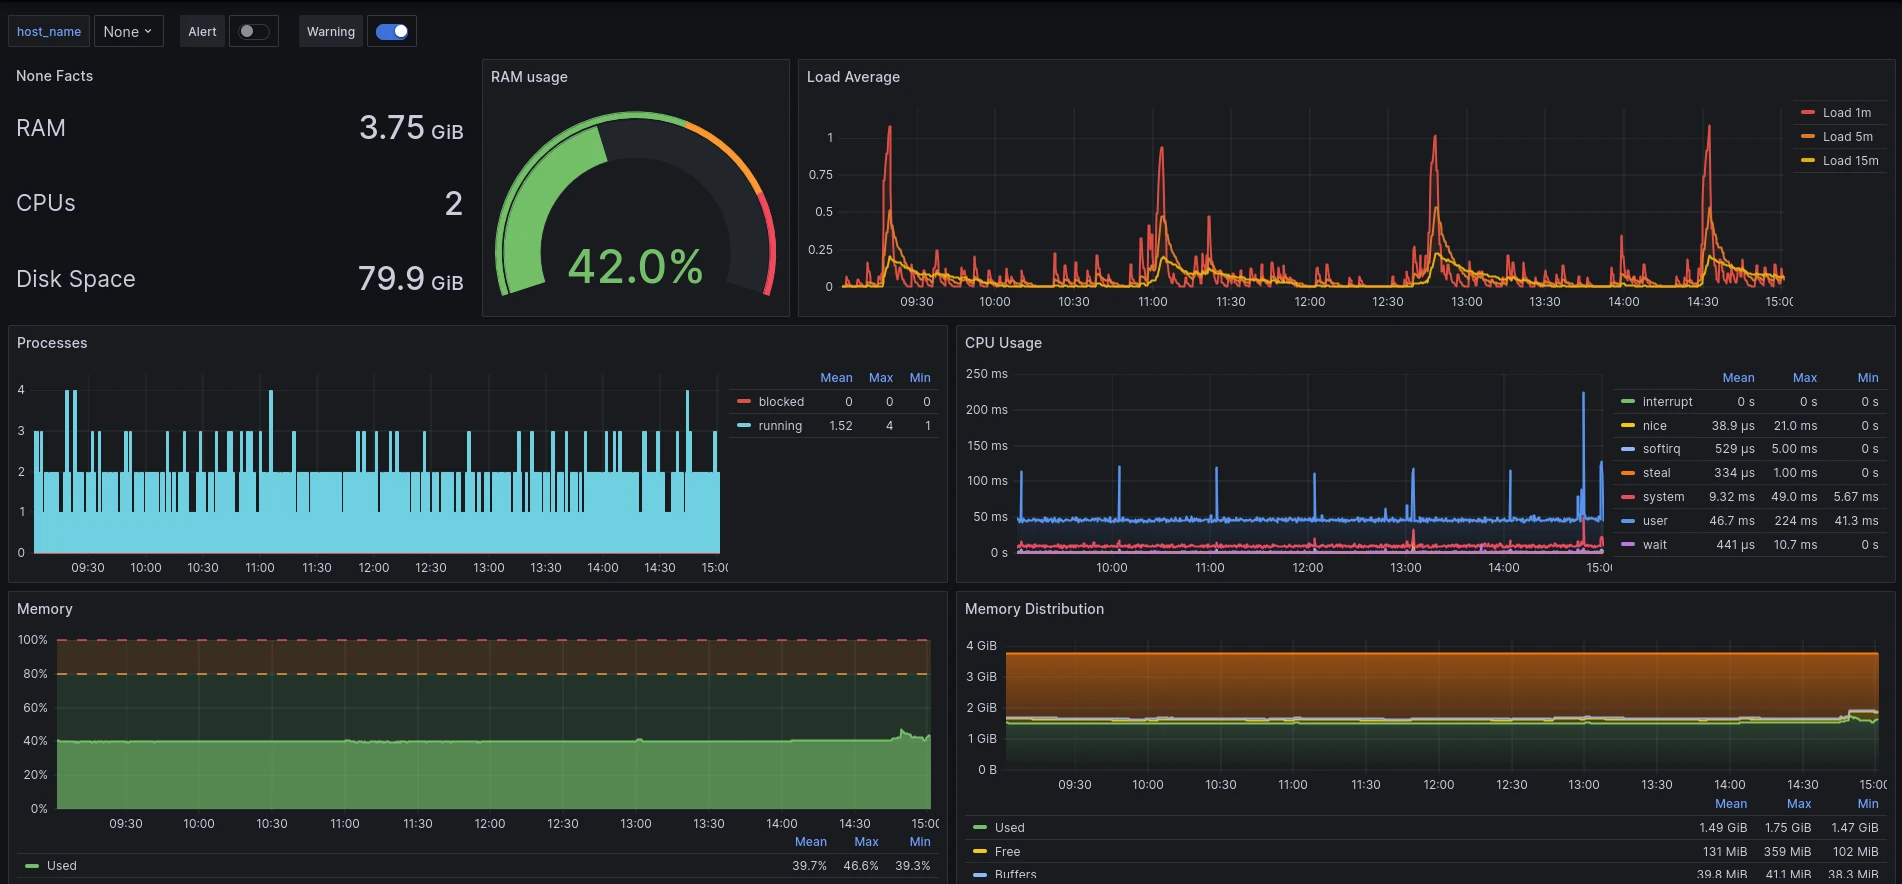 host_name None Alert Warning
None Facts
RAM 3.75 GiB
CPUs 2
Disk Space 79.9 GiB
RAM usage
42.0%
Load Average
1
0.75
0.5
0.25
0
09:30 10:00 10:30 11:00 11:30 12:00 12:30 13:00 13:30 14:00 14:30 15:00
Load 1m
Load 5m
Load 15m
Processes
4
3
2
1
0
09:30 10:00 10:30 11:00 11:30 12:00 12:30 13:00 13:30 14:00 14:30 15:00
Mean Max Min
blocked 0 0 0
running 1.52 4 1
CPU Usage
250 ms
200 ms
150 ms
100 ms
50 ms
0 s
10:00 11:00 12:00 13:00 14:00 15:00
Mean Max Min
interrupt 0 s 0 s 0 s
nice 38.9 µs 21.0 ms 0 s
softirq 529 µs 5.00 ms 0 s
steal 334 µs 1.00 ms 0 s
system 9.32 ms 49.0 ms 5.67 ms
user 46.7 ms 224 ms 41.3 ms
wait 441 µs 10.7 ms 0 s
Memory
100%
80%
60%
40%
20%
0%
09:30 10:00 10:30 11:00 11:30 12:00 12:30 13:00 13:30 14:00 14:30 15:00
Mean Max Min
Used 39.7% 46.6% 39.3%
Memory Distribution
4 GiB
3 GiB
2 GiB
1 GiB
0 B
09:30 10:00 10:30 11:00 11:30 12:00 12:30 13:00 13:30 14:00 14:30 15:00
Mean Max Min
Used 1.49 GiB 1.75 GiB 1.47 GiB
Free 131 MiB 359 MiB 102 MiB
Buffers 39.8 MiB 41.1 MiB 38.3 MiB